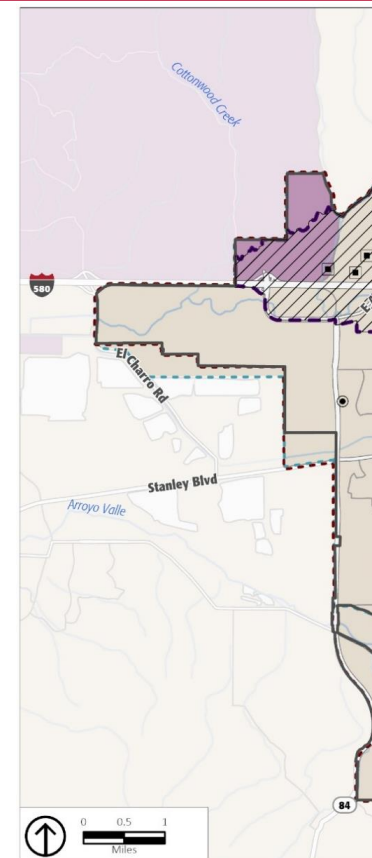 Cottonwood Creek
580
El Charro Rd
Stanley Blvd
Arroyo Valle
84
0 0.5 1
Miles